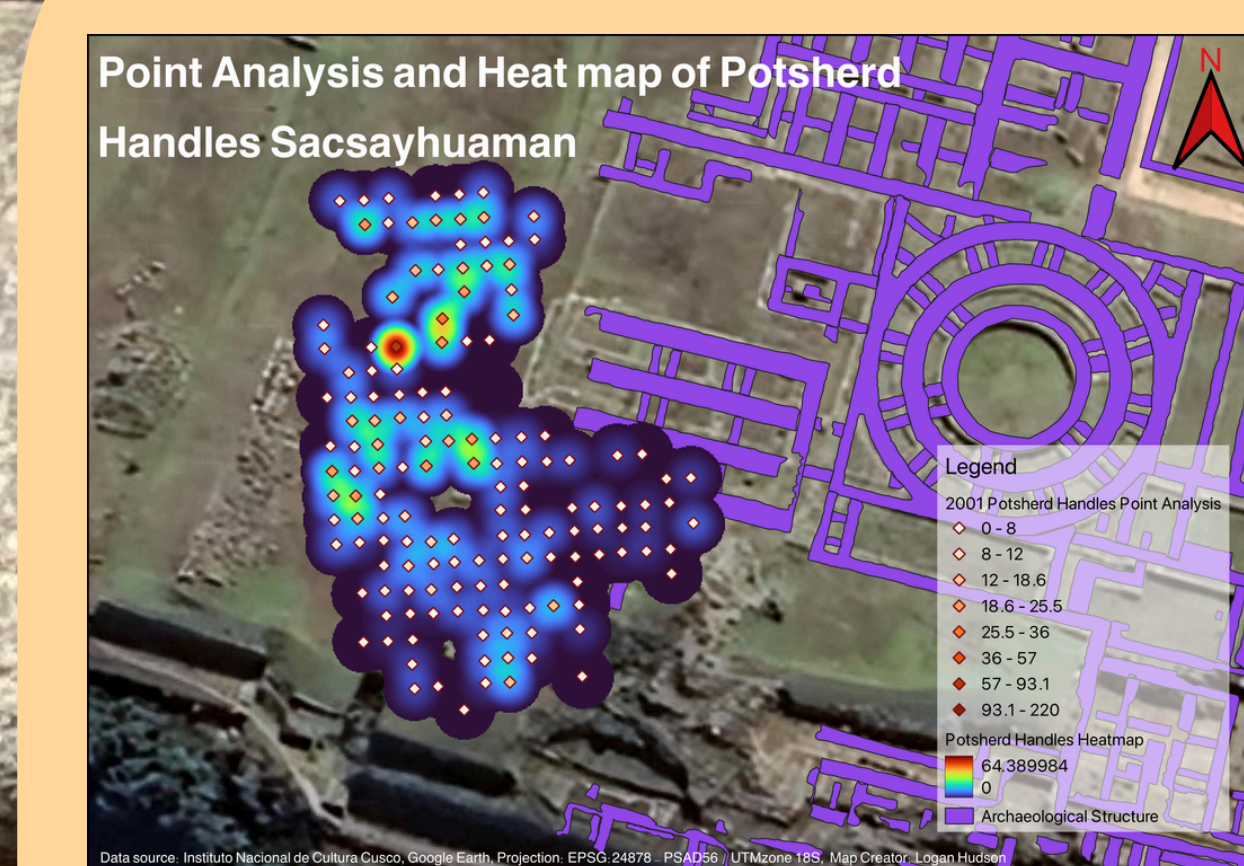 Point Analysis and Heat map of Potsherd
Handles Sacsayhuaman
N
Legend
2001 Potsherd Handles Point Analysis
0 - 8
8 - 12
12 - 18.6
18.6 - 25.5
25.5 - 36
36 - 57
57 - 93.1
93.1 - 220
Potsherd Handles Heatmap
64.389984
0
Archaeological Structure
Data source: Instituto Nacional de Cultura Cusco, Google Earth, Projection: EPSG:24878 - PSAD56 / UTMzone 18S, Map Creator: Logan Hudson